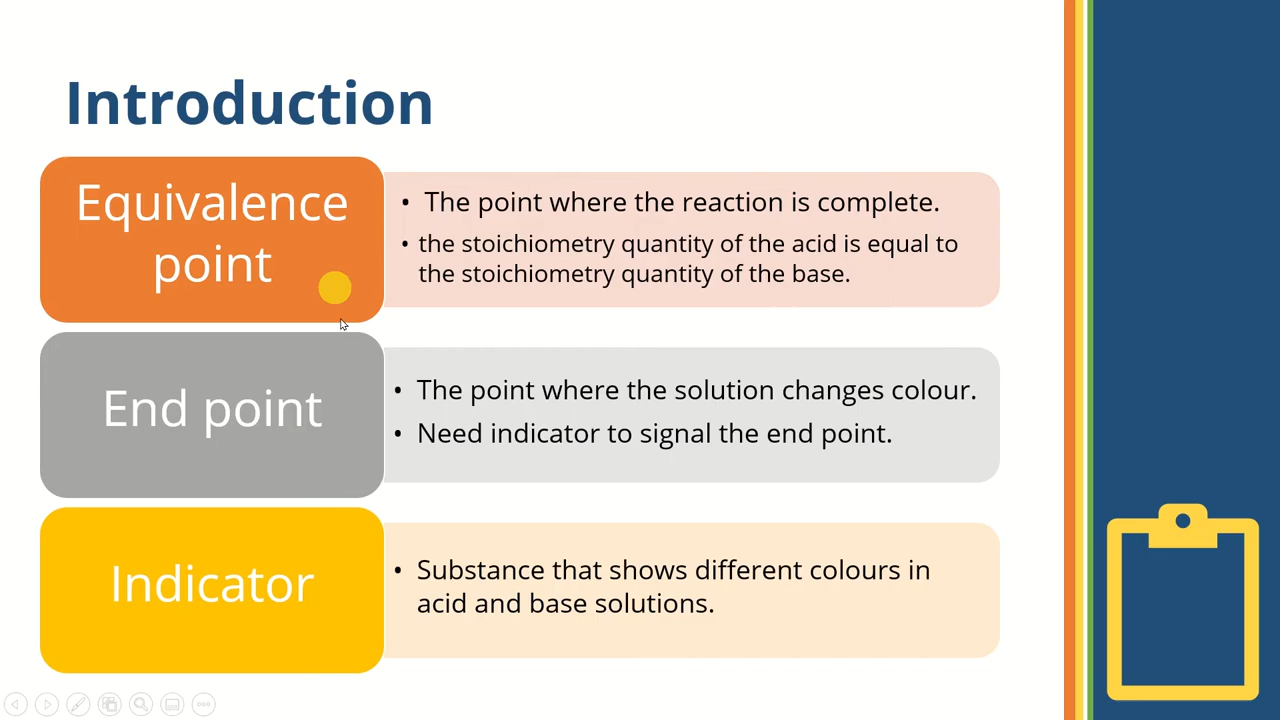 Introduction
Equivalence
point
• The point where the reaction is complete.
• the stoichiometry quantity of the acid is equal to
the stoichiometry quantity of the base.
End point
• The point where the solution changes colour.
• Need indicator to signal the end point.
Indicator
• Substance that shows different colours in
acid and base solutions.